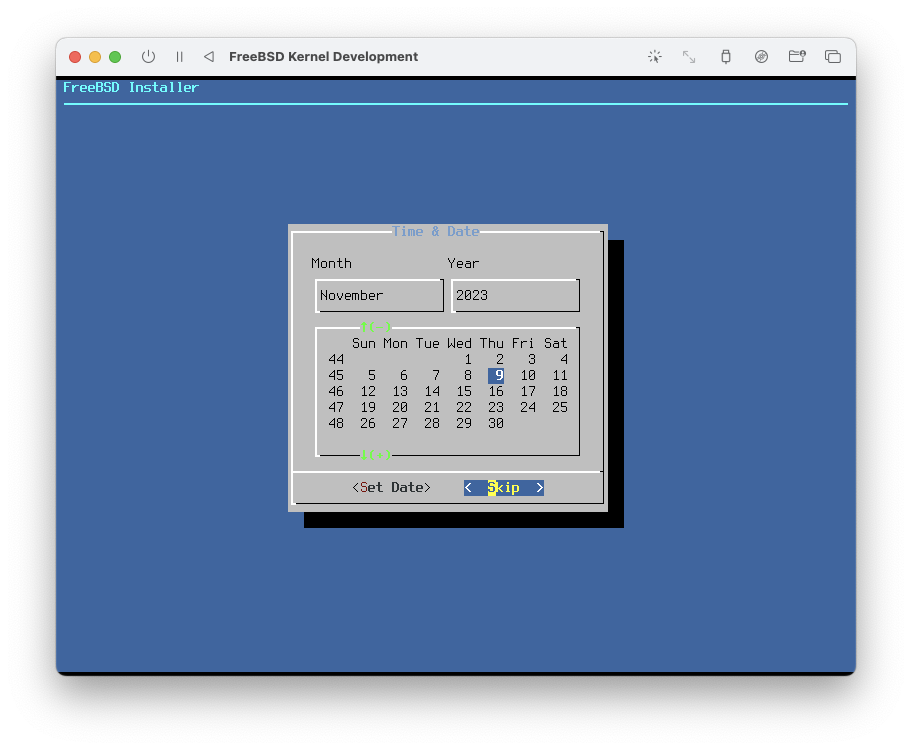 FreeBSD Kernel Development
FreeBSD Installer
Time & Date
Month Year
November 2023
Sun Mon Tue Wed Thu Fri Sat
44 1 2 3 4
45 5 6 7 8 9 10 11
46 12 13 14 15 16 17 18
47 19 20 21 22 23 24 25
48 26 27 28 29 30
<Set Date> < Skip >